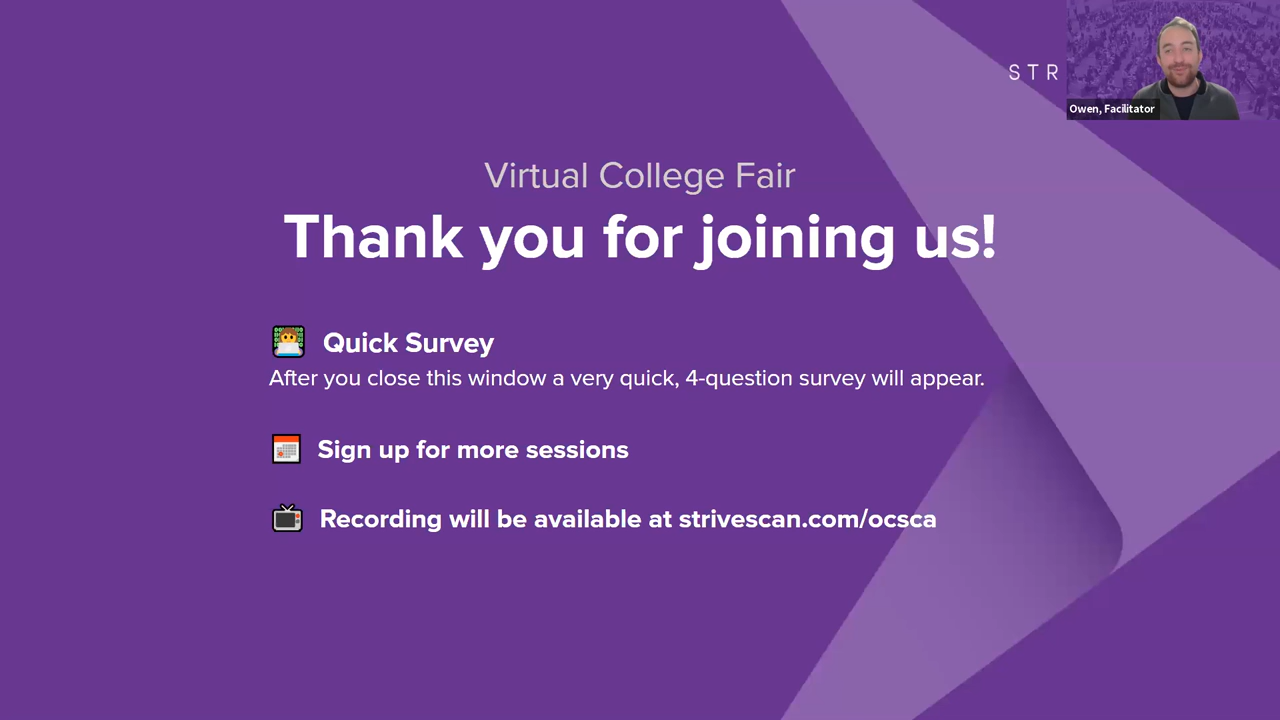 STR
Owen, Facilitator
Virtual College Fair
Thank you for joining us!
Quick Survey
After you close this window a very quick, 4-question survey will appear.
Sign up for more sessions
Recording will be available at strivescan.com/ocsca